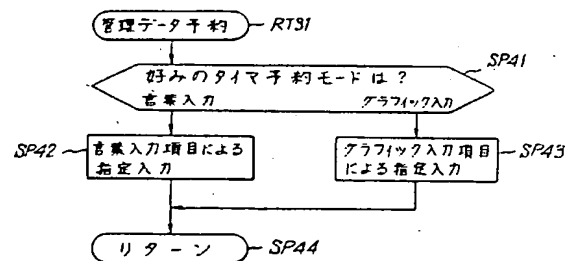 管理データ予約 RT31
SP41
好みのタイマ予約モードは?
言葉入力 グラフィック入力
SP42 言葉入力項目による グラフィック入力項目 SP43
指定入力 による指定入力
リターン SP44